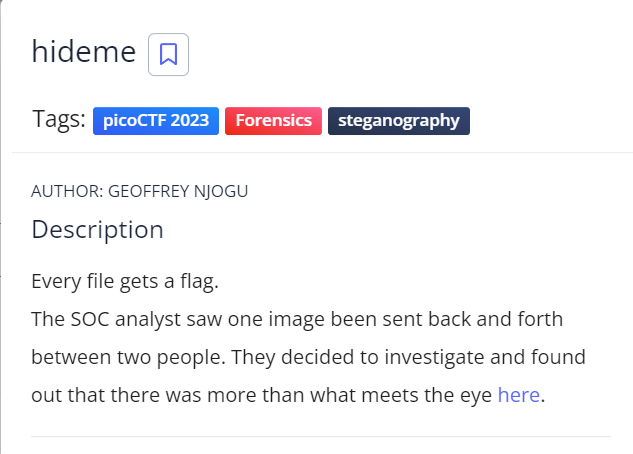 hideme
Tags: picoCTF 2023 Forensics steganography
AUTHOR: GEOFFREY NJOGU
Description
Every file gets a flag.
The SOC analyst saw one image been sent back and forth
between two people. They decided to investigate and found
out that there was more than what meets the eye here.